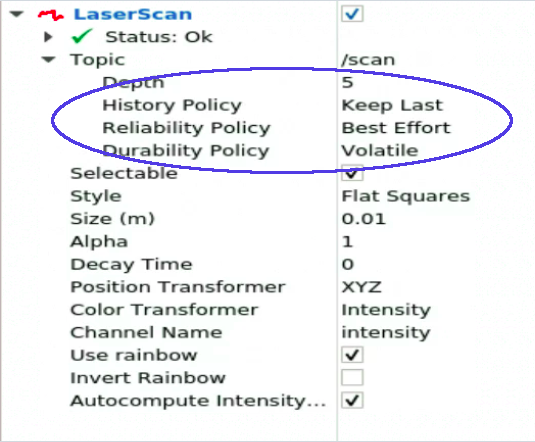 LaserScan
Status: Ok
Topic /scan
Depth 5
History Policy Keep Last
Reliability Policy Best Effort
Durability Policy Volatile
Selectable
Style Flat Squares
Size (m) 0.01
Alpha 1
Decay Time 0
Position Transformer XYZ
Color Transformer Intensity
Channel Name intensity
Use rainbow
Invert Rainbow
Autocompute Intensity...